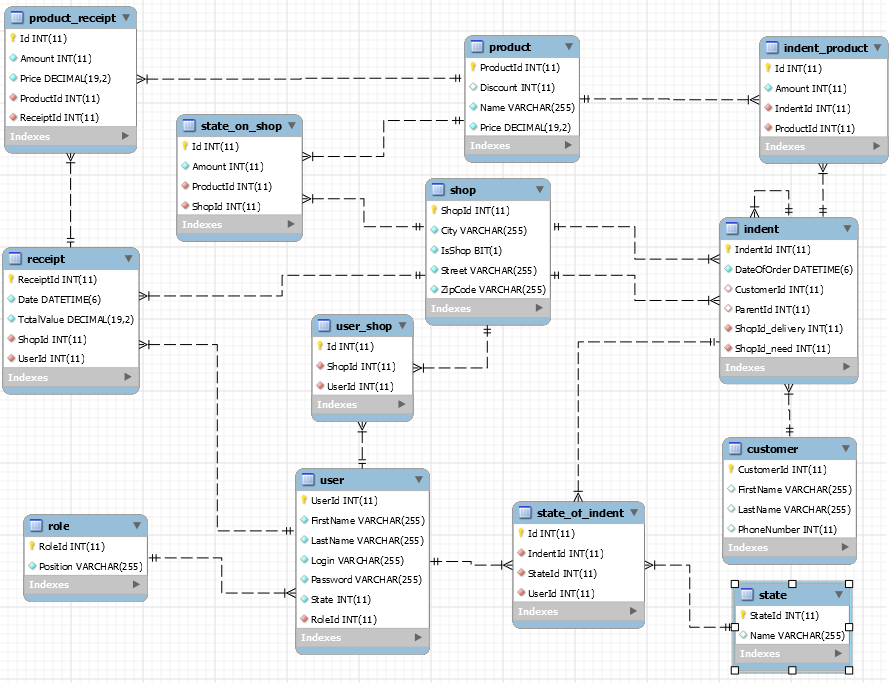 product_receipt
Id INT(11)
Amount INT(11)
Price DECIMAL(19,2)
ProductId INT(11)
ReceiptId INT(11)
Indexes
product
ProductId INT(11)
Discount INT(11)
Name VARCHAR(255)
Price DECIMAL(19,2)
Indexes
indent_product
Id INT(11)
Amount INT(11)
IndentId INT(11)
ProductId INT(11)
Indexes
state_on_shop
Id INT(11)
Amount INT(11)
ProductId INT(11)
ShopId INT(11)
Indexes
shop
ShopId INT(11)
City VARCHAR(255)
IsShop BIT(1)
Street VARCHAR(255)
ZipCode VARCHAR(255)
Indexes
indent
IndentId INT(11)
DateOfOrder DATETIME(6)
CustomerId INT(11)
ParentId INT(11)
ShopId_delivery INT(11)
ShopId_need INT(11)
Indexes
receipt
ReceiptId INT(11)
Date DATETIME(6)
TotalValue DECIMAL(19,2)
ShopId INT(11)
UserId INT(11)
Indexes
user_shop
Id INT(11)
ShopId INT(11)
UserId INT(11)
Indexes
customer
CustomerId INT(11)
FirstName VARCHAR(255)
LastName VARCHAR(255)
PhoneNumber INT(11)
Indexes
user
UserId INT(11)
FirstName VARCHAR(255)
LastName VARCHAR(255)
Login VARCHAR(255)
Password VARCHAR(255)
State INT(11)
RoleId INT(11)
Indexes
role
RoleId INT(11)
Position VARCHAR(255)
Indexes
state_of_indent
Id INT(11)
IndentId INT(11)
StateId INT(11)
UserId INT(11)
Indexes
state
StateId INT(11)
Name VARCHAR(255)
Indexes